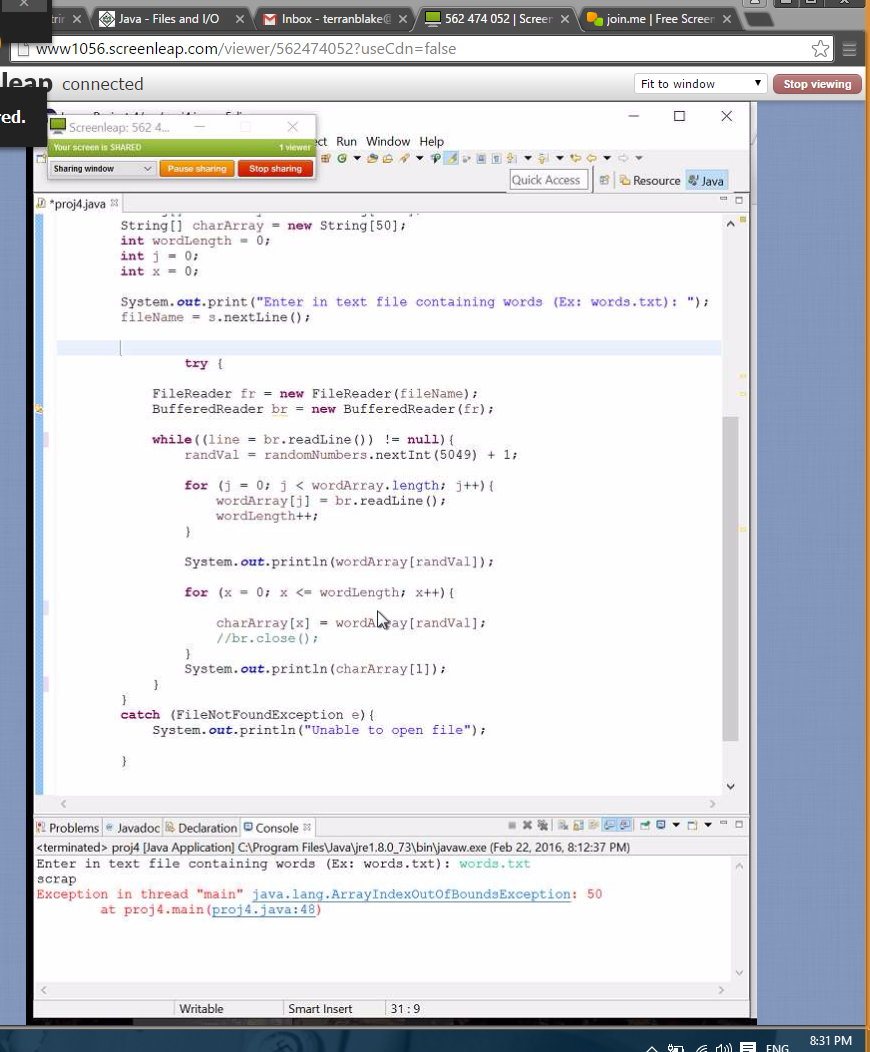 trin
Java - Files and I/O
Inbox - terranblake@
562 474 052 | Screen
join.me | Free Screen
www1056.screenleap.com/viewer/562474052?useCdn=false
leap connected
Fit to window
Stop viewing
red.
Screenleap: 562 4...
Your screen is SHARED
1 viewer
Sharing window
Pause sharing
Stop sharing
ect Run Window Help
Quick Access
Resource
Java
*proj4.java
String[] charArray = new String[50];
int wordLength = 0;
int j = 0;
int x = 0;
System.out.print("Enter in text file containing words (Ex: words.txt): ");
fileName = s.nextLine();
try {
FileReader fr = new FileReader(fileName);
BufferedReader br = new BufferedReader(fr);
while((line = br.readLine()) != null){
randVal = randomNumbers.nextInt(5049) + 1;
for (j = 0; j < wordArray.length; j++){
wordArray[j] = br.readLine();
wordLength++;
}
System.out.println(wordArray[randVal]);
for (x = 0; x <= wordLength; x++){
charArray[x] = wordArray[randVal];
//br.close();
}
System.out.println(charArray[1]);
}
}
catch (FileNotFoundException e){
System.out.println("Unable to open file");
}
Problems
Javadoc
Declaration
Console
<terminated> proj4 [Java Application] C:\Program Files\Java\jre1.8.0_73\bin\javaw.exe (Feb 22, 2016, 8:12:37 PM)
Enter in text file containing words (Ex: words.txt): words.txt
scrap
Exception in thread "main" java.lang.ArrayIndexOutOfBoundsException: 50
at proj4.main(proj4.java:48)
Writable
Smart Insert
31 : 9
ENG
8:31 PM